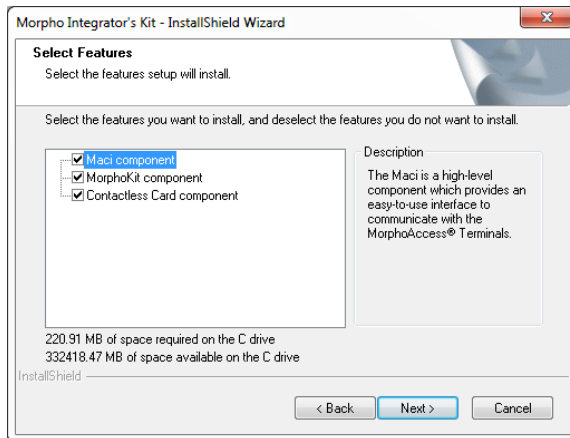 Morpho Integrator's Kit - InstallShield Wizard
Select Features
Select the features setup will install.
Select the features you want to install, and deselect the features you do not want to install.
Maci component
MorphoKit component
Contactless Card component
Description
The Maci is a high-level
component which provides an
easy-to-use interface to
communicate with the
MorphoAccess® Terminals.
220.91 MB of space required on the C drive
332418.47 MB of space available on the C drive
InstallShield
< Back
Next >
Cancel